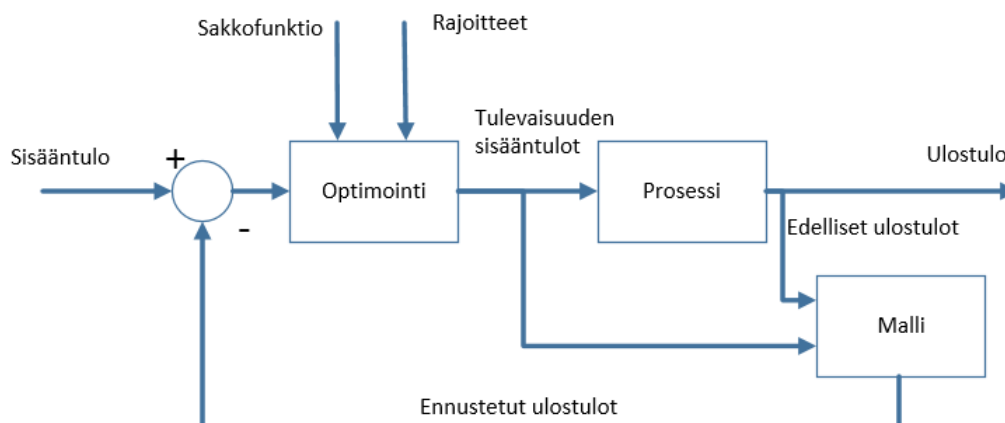 Sakkofunktio
Rajoitteet
Sisääntulo
+
-
Optimointi
Tulevaisuuden
sisääntulot
Prosessi
Ulostulo
Edelliset ulostulot
Malli
Ennustetut ulostulot